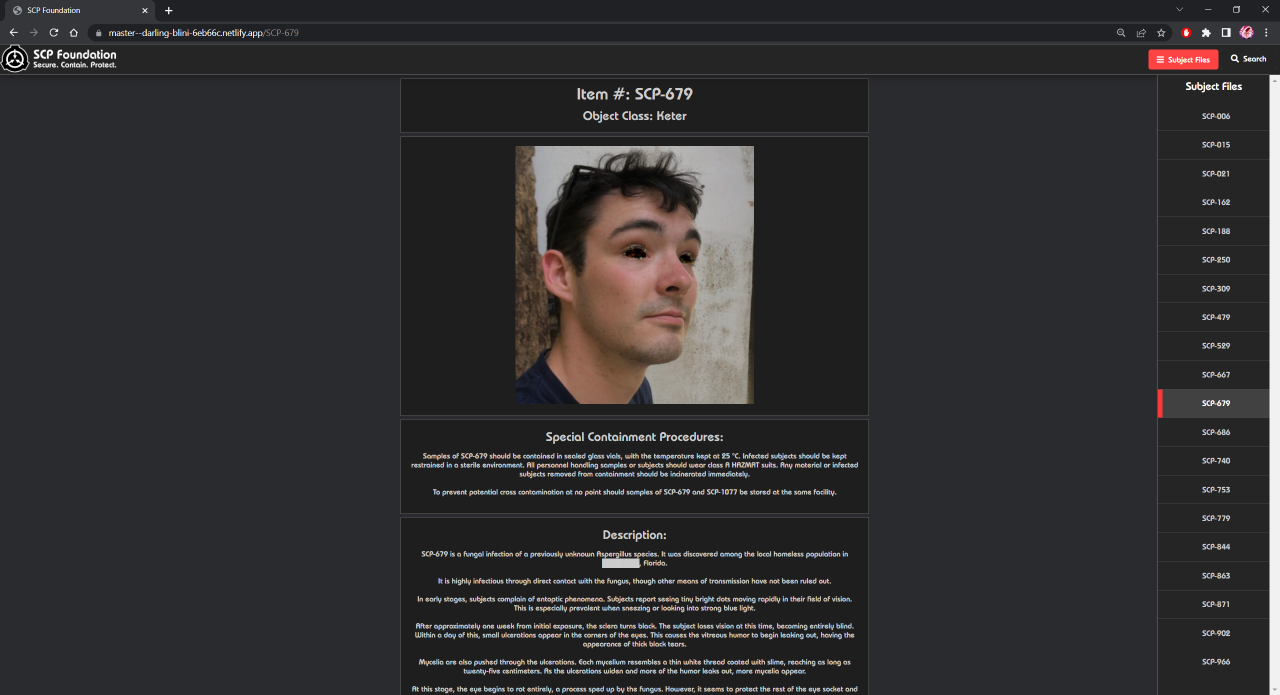 SCP Foundation
master--darling-blini-6eb66c.netlify.app/SCP-679
SCP Foundation
Secure. Contain. Protect.
Subject Files
Search
Item #: SCP-679
Object Class: Keter
Special Containment Procedures:
Samples of SCP-679 should be contained in sealed glass vials, with the temperature kept at 25 °C. Infected subjects should be kept
restrained in a sterile environment. All personnel handling samples or subjects should wear class A HAZMAT suits. Any material or infected
subjects removed from containment should be incinerated immediately.
To prevent potential cross contamination at no point should samples of SCP-679 and SCP-1077 be stored at the same facility.
Description:
SCP-679 is a fungal infection of a previously unknown Aspergillus species. It was discovered among the local homeless population in
, Florida.
It is highly infectious through direct contact with the fungus, though other means of transmission have not been ruled out.
In early stages, subjects complain of entoptic phenomena. Subjects report seeing tiny bright dots moving rapidly in their field of vision.
This is especially prevalent when sneezing or looking into strong blue light.
After approximately one week from initial exposure, the sclera turns black. The subject loses vision at this time, becoming entirely blind.
Within a day of this, small ulcerations appear in the corners of the eyes. This causes the vitreous humor to begin leaking out, having the
appearance of thick black tears.
Mycelia are also pushed through the ulcerations. Each mycelium resembles a thin white thread coated with slime, reaching as long as
twenty-five centimeters. As the ulcerations widen and more of the humor leaks out, more mycelia appear.
At this stage, the eye begins to rot entirely, a process sped up by the fungus. However, it seems to protect the rest of the eye socket and
Subject Files
SCP-006
SCP-015
SCP-021
SCP-162
SCP-188
SCP-250
SCP-309
SCP-479
SCP-529
SCP-667
SCP-679
SCP-686
SCP-740
SCP-753
SCP-779
SCP-844
SCP-863
SCP-871
SCP-902
SCP-966